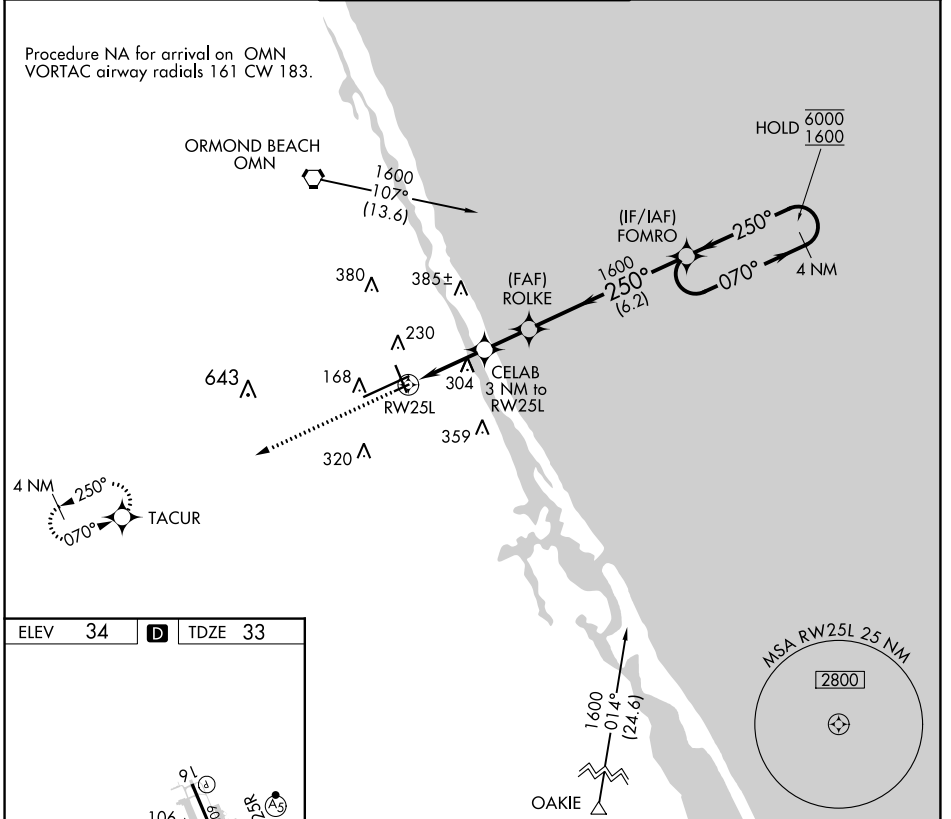 Procedure NA for arrival on OMN
VORTAC airway radials 161 CW 183.
HOLD 6000
1600
ORMOND BEACH
OMN
1600
107°
(13.6)
(IF/IAF)
FOMRO
250°
070°
4 NM
1600
250°
(6.2)
(FAF)
ROLKE
380
385±
230
643
168
304
CELAB
3 NM to
RW25L
RW25L
359
320
4 NM
250°
070°
TACUR
ELEV 34 D TDZE 33
MSA RW25L 25 NM
2800
1600
014°
(24.6)
OAKIE
16
P
A5
25R
106
60